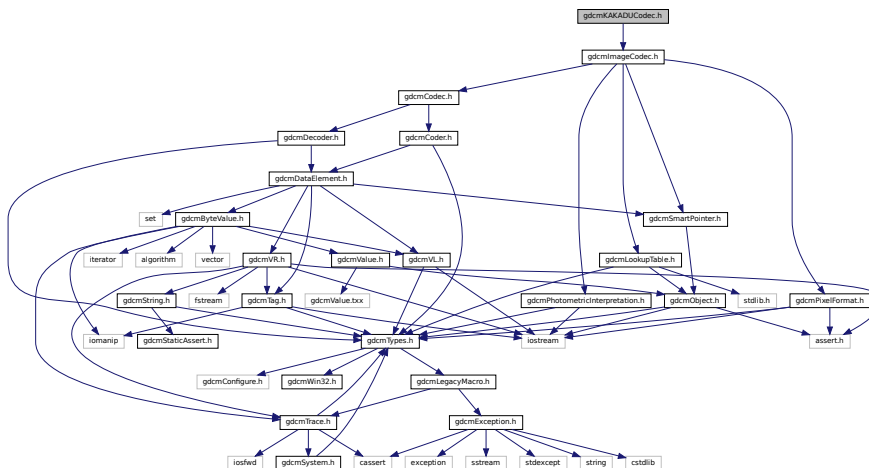 gdcmKAKADUCodec.h
gdcmImageCodec.h
gdcmCodec.h
gdcmDecoder.h
gdcmCoder.h
gdcmDataElement.h
set
gdcmByteValue.h
gdcmSmartPointer.h
iterator
algorithm
vector
gdcmVR.h
gdcmValue.h
gdcmVL.h
gdcmLookupTable.h
gdcmString.h
fstream
gdcmTag.h
gdcmValue.txx
gdcmPhotometricInterpretation.h
gdcmObject.h
stdlib.h
gdcmPixelFormat.h
iomanip
gdcmStaticAssert.h
gdcmTypes.h
iostream
assert.h
gdcmConfigure.h
gdcmWin32.h
gdcmLegacyMacro.h
gdcmTrace.h
gdcmException.h
iosfwd
gdcmSystem.h
cassert
exception
sstream
stdexcept
string
cstdlib